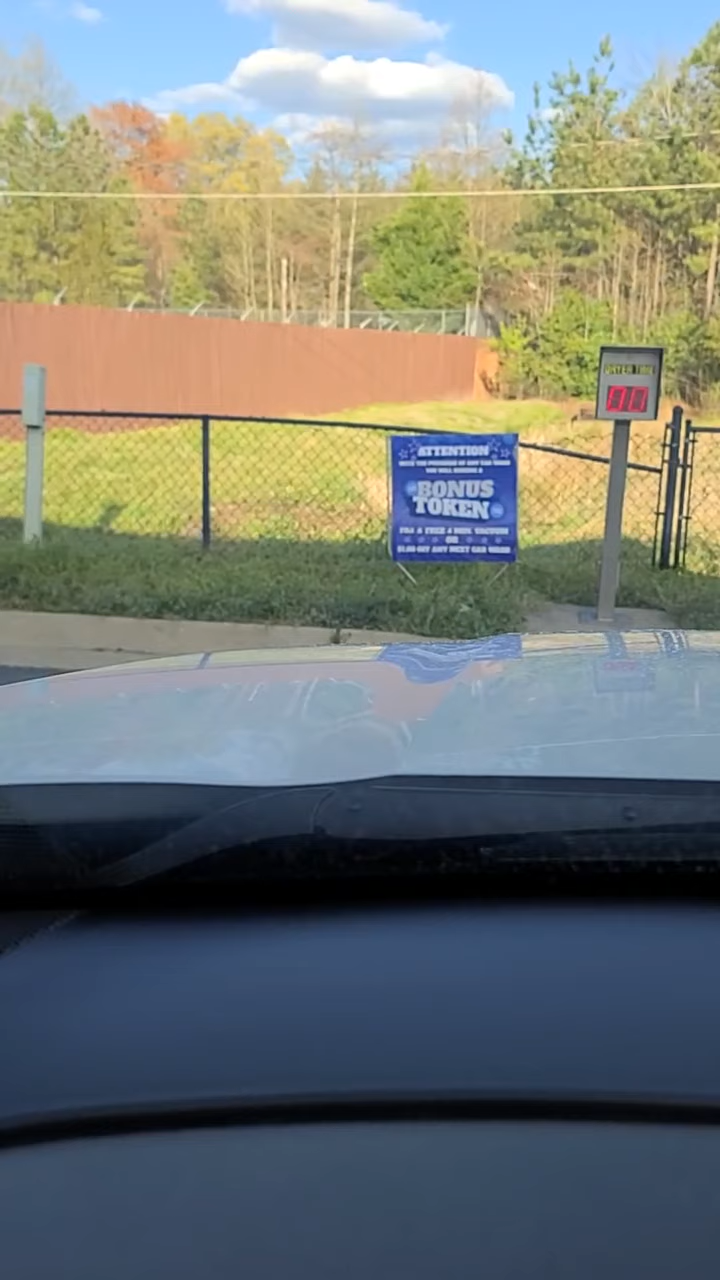 DRYER TIME
00
ATTENTION
WITH THE PURCHASE OF ANY CAR WASH
YOU WILL RECEIVE A
BONUS
TOKEN
FOR A FREE 4 MIN. VACUUM
OR
$1.00 OFF ANY NEXT CAR WASH